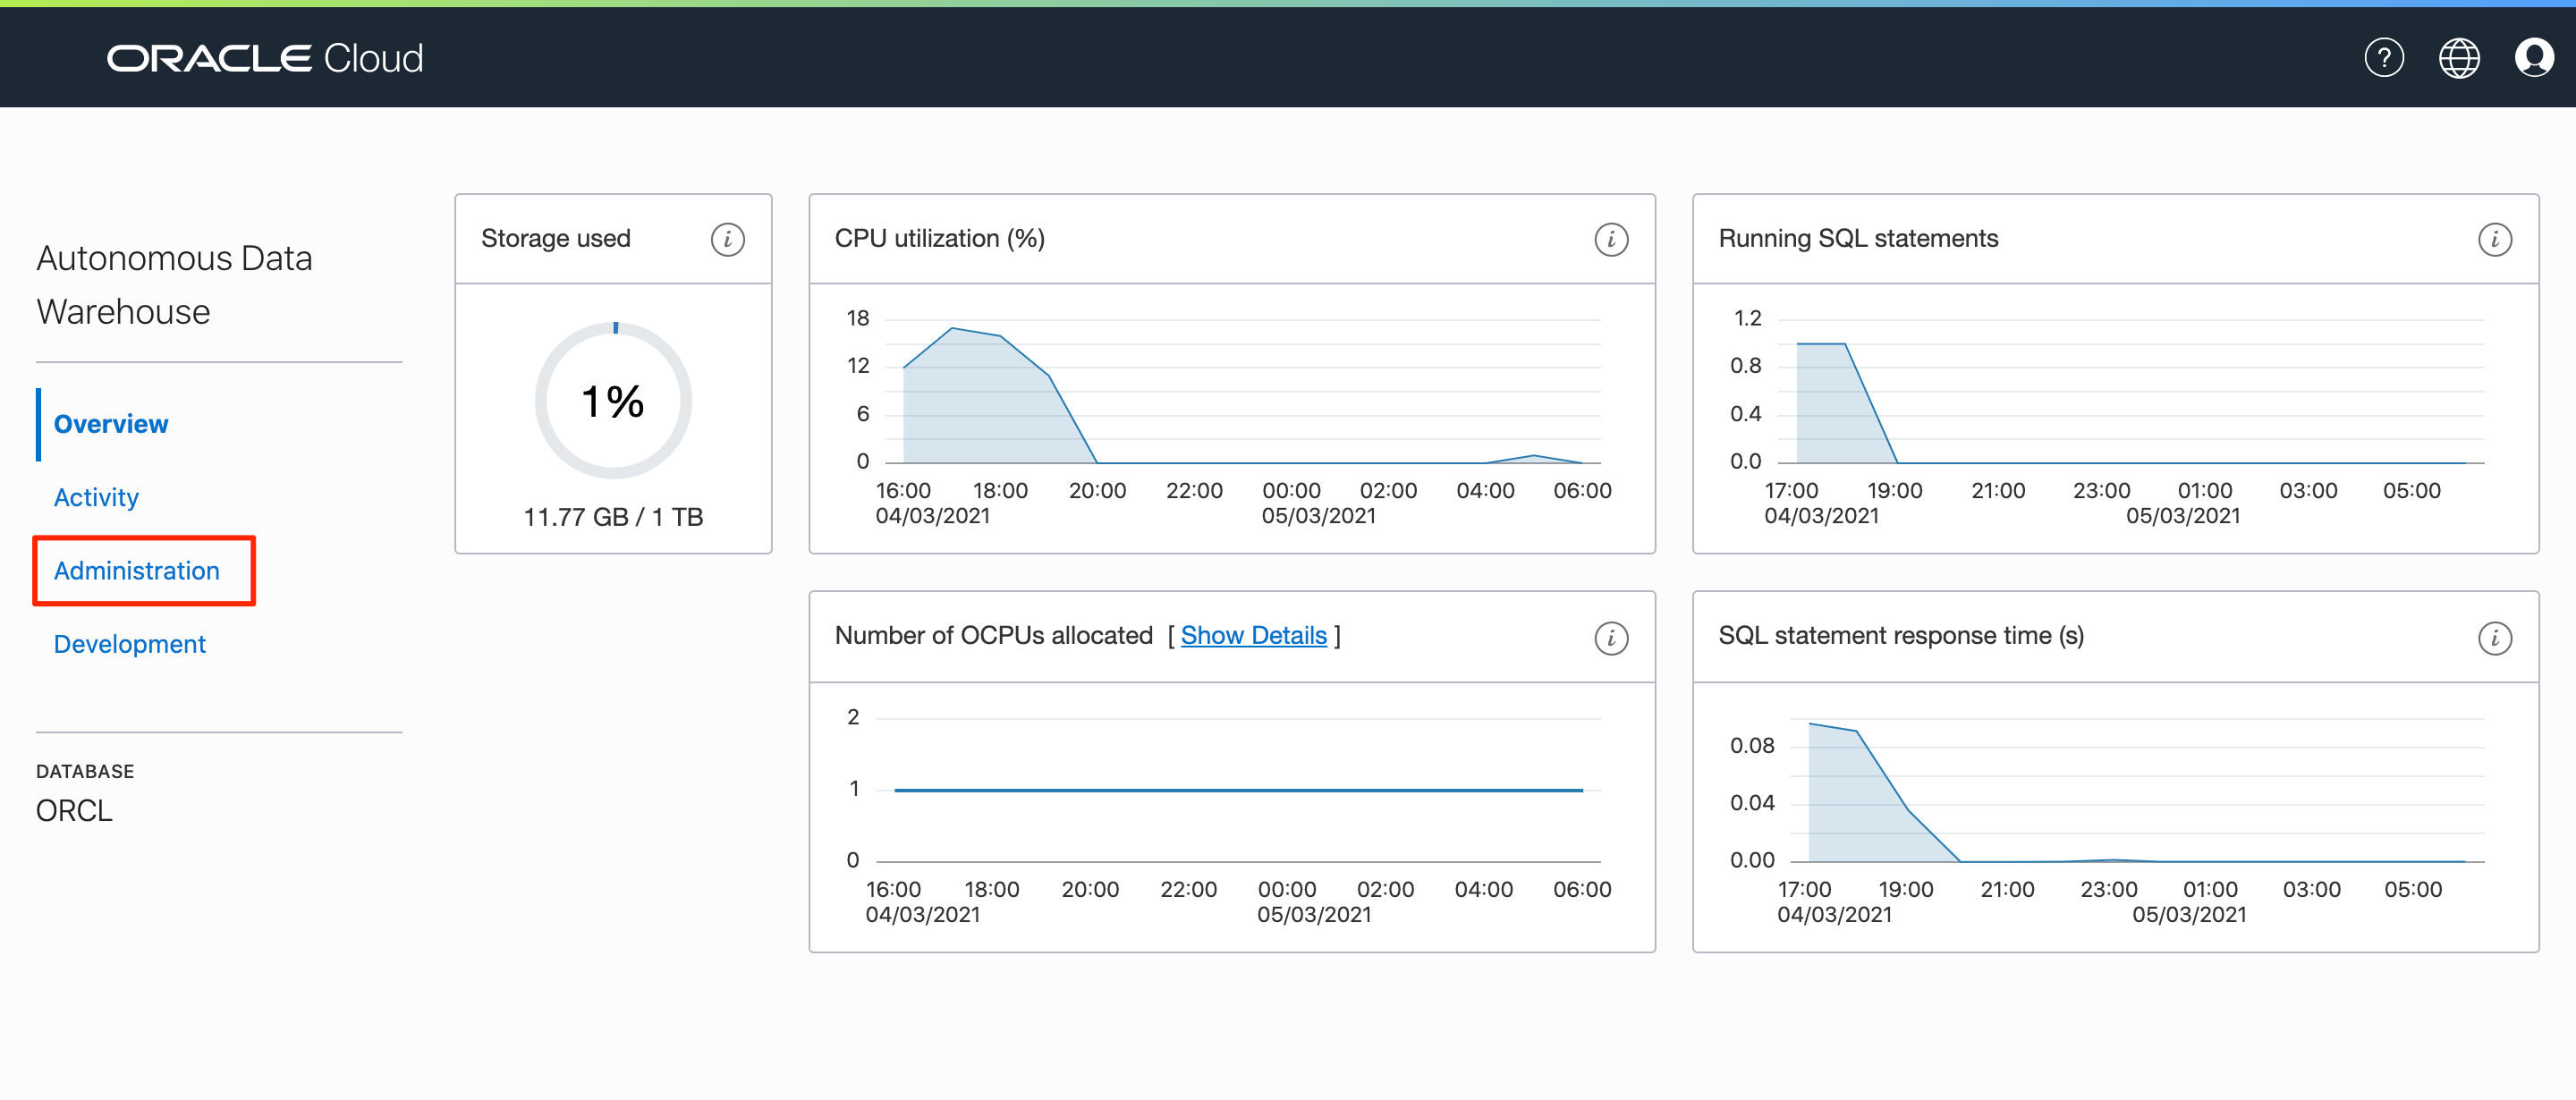 ORACLE Cloud
?
Autonomous Data
Warehouse
Overview
Activity
Administration
Development
DATABASE
ORCL
Storage used
i
1%
11.77 GB / 1 TB
CPU utilization (%)
i
18
12
6
0
16:00 18:00 20:00 22:00 00:00 02:00 04:00 06:00
04/03/2021 05/03/2021
Running SQL statements
i
1.2
0.8
0.4
0.0
17:00 19:00 21:00 23:00 01:00 03:00 05:00
04/03/2021 05/03/2021
Number of OCPUs allocated [ Show Details ]
i
2
1
0
16:00 18:00 20:00 22:00 00:00 02:00 04:00 06:00
04/03/2021 05/03/2021
SQL statement response time (s)
i
0.08
0.04
0.00
17:00 19:00 21:00 23:00 01:00 03:00 05:00
04/03/2021 05/03/2021